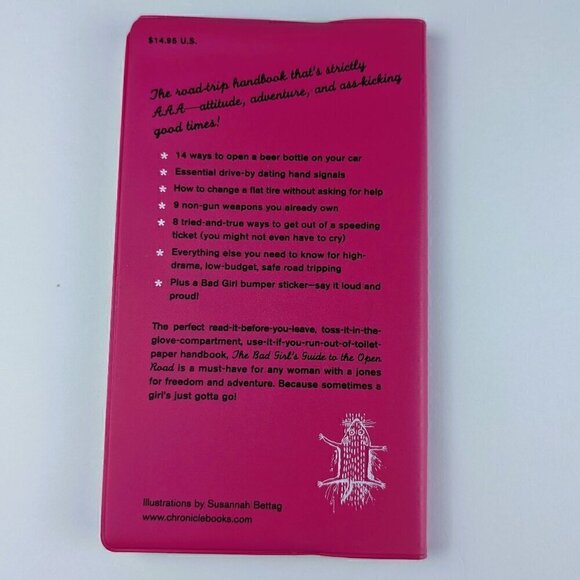 $14.95 U.S.
The road-trip handbook that's strictly
AAA—attitude, adventure, and ass-kicking
good times!
* 14 ways to open a beer bottle on your car
* Essential drive-by dating hand signals
* How to change a flat tire without asking for help
* 9 non-gun weapons you already own
* 8 tried-and-true ways to get out of a speeding
ticket (you might not even have to cry)
* Everything else you need to know for high-
drama, low-budget, safe road tripping
* Plus a Bad Girl bumper sticker—say it loud and
proud!
The perfect read-it-before-you-leave, toss-it-in-the-
glove-compartment, use-it-if-you-run-out-of-toilet-
paper handbook, The Bad Girl's Guide to the Open
Road is a must-have for any woman with a jones
for freedom and adventure. Because sometimes a
girl's just gotta go!
Illustrations by Susannah Bettag
www.chroniclebooks.com